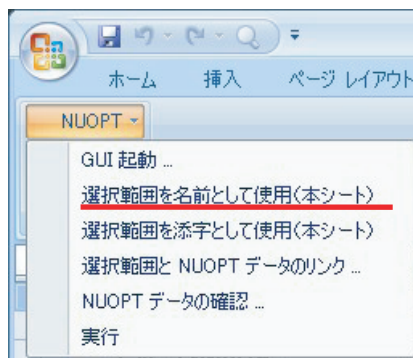 ホーム 挿入 ページ レイアウト
NUOPT
GUI 起動 ...
選択範囲を名前として使用(本シート)
選択範囲を添字として使用(本シート)
選択範囲と NUOPT データのリンク ...
NUOPT データの確認 ...
実行